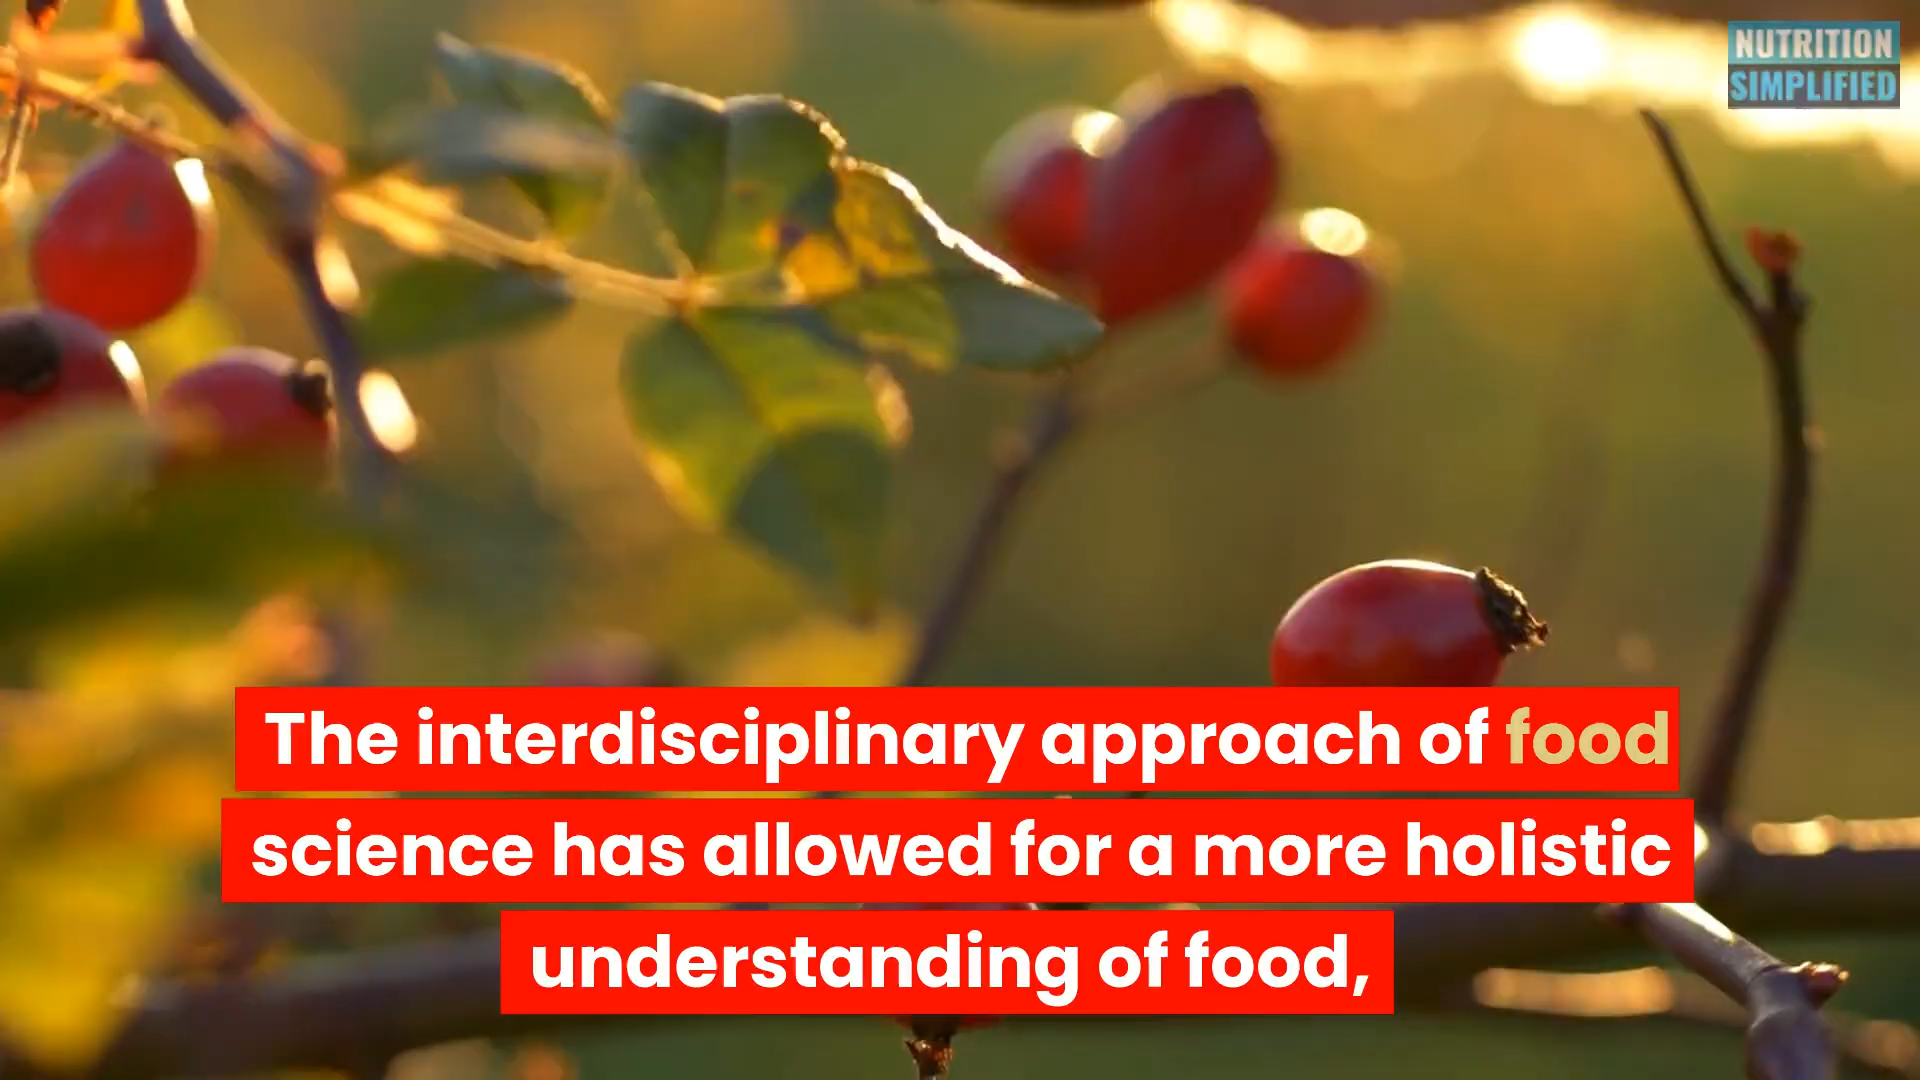 NUTRITION
SIMPLIFIED
The interdisciplinary approach of food
science has allowed for a more holistic
understanding of food,